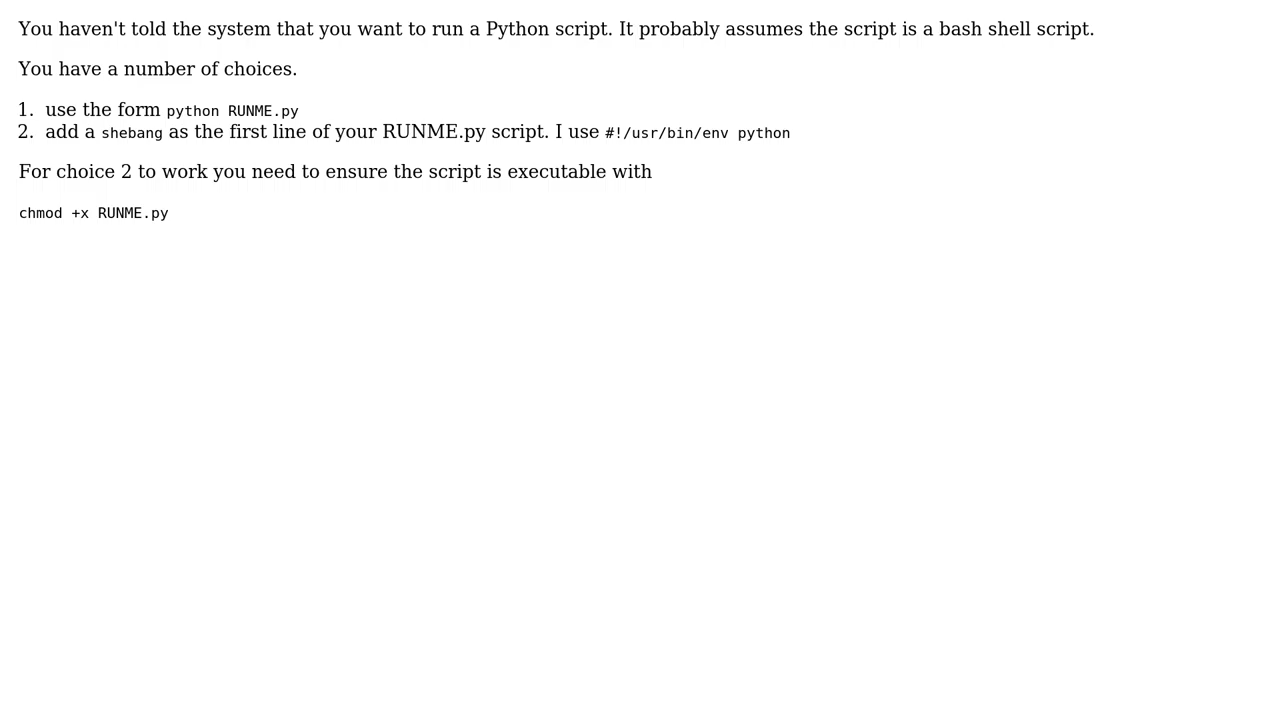 You haven't told the system that you want to run a Python script. It probably assumes the script is a bash shell script.
You have a number of choices.
1. use the form python RUNME.py
2. add a shebang as the first line of your RUNME.py script. I use #!/usr/bin/env python
For choice 2 to work you need to ensure the script is executable with
chmod +x RUNME.py